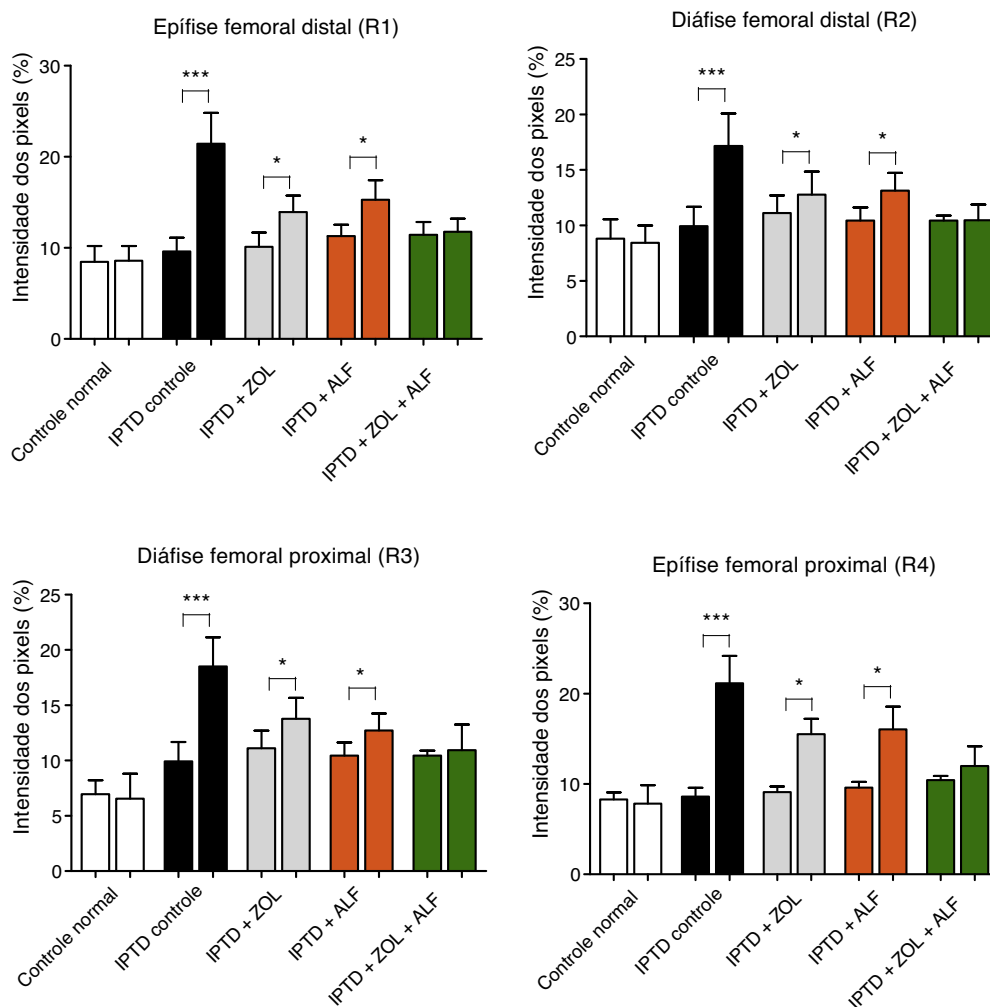 Epífise femoral distal (R1)
Intensidade dos pixels (%)
30
20
10
0
***
*
*
Controle normal
IPTD controle
IPTD + ZOL
IPTD + ALF
IPTD + ZOL + ALF
Diáfise femoral distal (R2)
Intensidade dos pixels (%)
25
20
15
10
5
0
***
*
*
Controle normal
IPTD controle
IPTD + ZOL
IPTD + ALF
IPTD + ZOL + ALF
Diáfise femoral proximal (R3)
Intensidade dos pixels (%)
25
20
15
10
5
0
***
*
*
Controle normal
IPTD controle
IPTD + ZOL
IPTD + ALF
IPTD + ZOL + ALF
Epífise femoral proximal (R4)
Intensidade dos pixels (%)
30
20
10
0
***
*
*
Controle normal
IPTD controle
IPTD + ZOL
IPTD + ALF
IPTD + ZOL + ALF